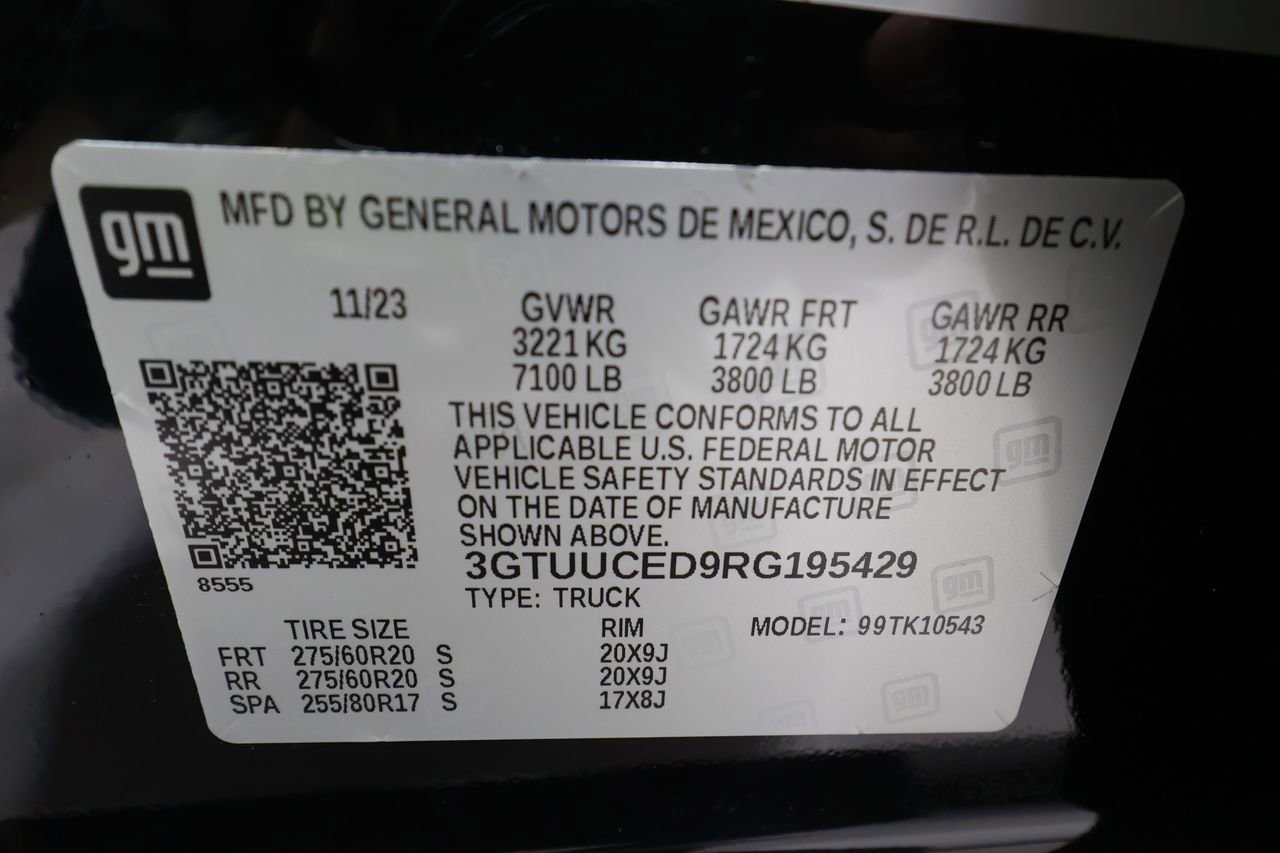 gm
MFD BY GENERAL MOTORS DE MEXICO, S. DE R.L. DE C.V.
11/23 GVWR GAWR FRT GAWR RR
3221 KG 1724 KG 1724 KG
7100 LB 3800 LB 3800 LB
THIS VEHICLE CONFORMS TO ALL
APPLICABLE U.S. FEDERAL MOTOR
VEHICLE SAFETY STANDARDS IN EFFECT
ON THE DATE OF MANUFACTURE
SHOWN ABOVE.
3GTUUCED9RG195429
8555
TYPE: TRUCK
TIRE SIZE RIM MODEL: 99TK10543
FRT 275/60R20 S 20X9J
RR 275/60R20 S 20X9J
SPA 255/80R17 S 17X8J